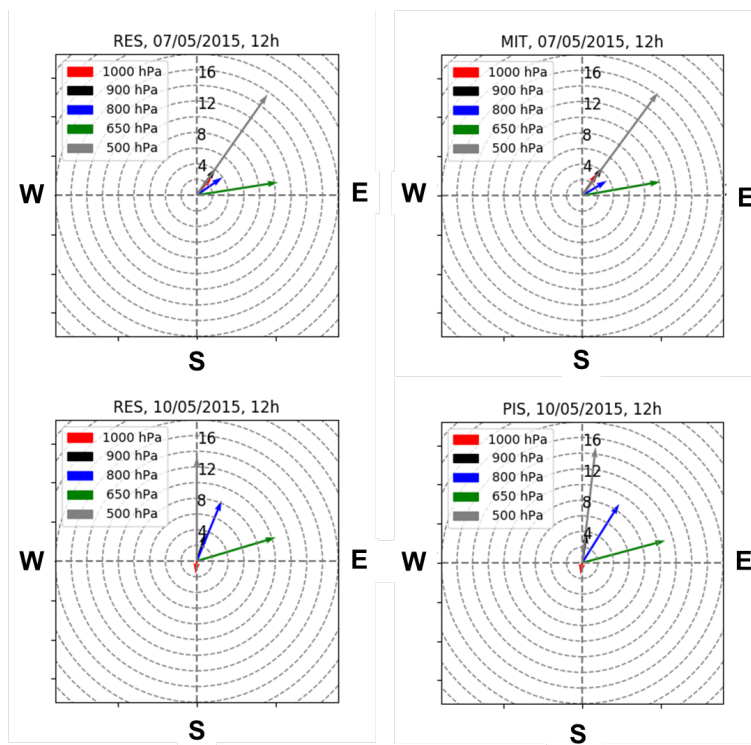 RES, 07/05/2015, 12h
1000 hPa
900 hPa
800 hPa
650 hPa
500 hPa
16
12
8
4
W
E
S
MIT, 07/05/2015, 12h
1000 hPa
900 hPa
800 hPa
650 hPa
500 hPa
16
12
8
4
W
E
S
RES, 10/05/2015, 12h
1000 hPa
900 hPa
800 hPa
650 hPa
500 hPa
16
12
8
4
W
E
S
PIS, 10/05/2015, 12h
1000 hPa
900 hPa
800 hPa
650 hPa
500 hPa
16
12
8
4
W
E
S